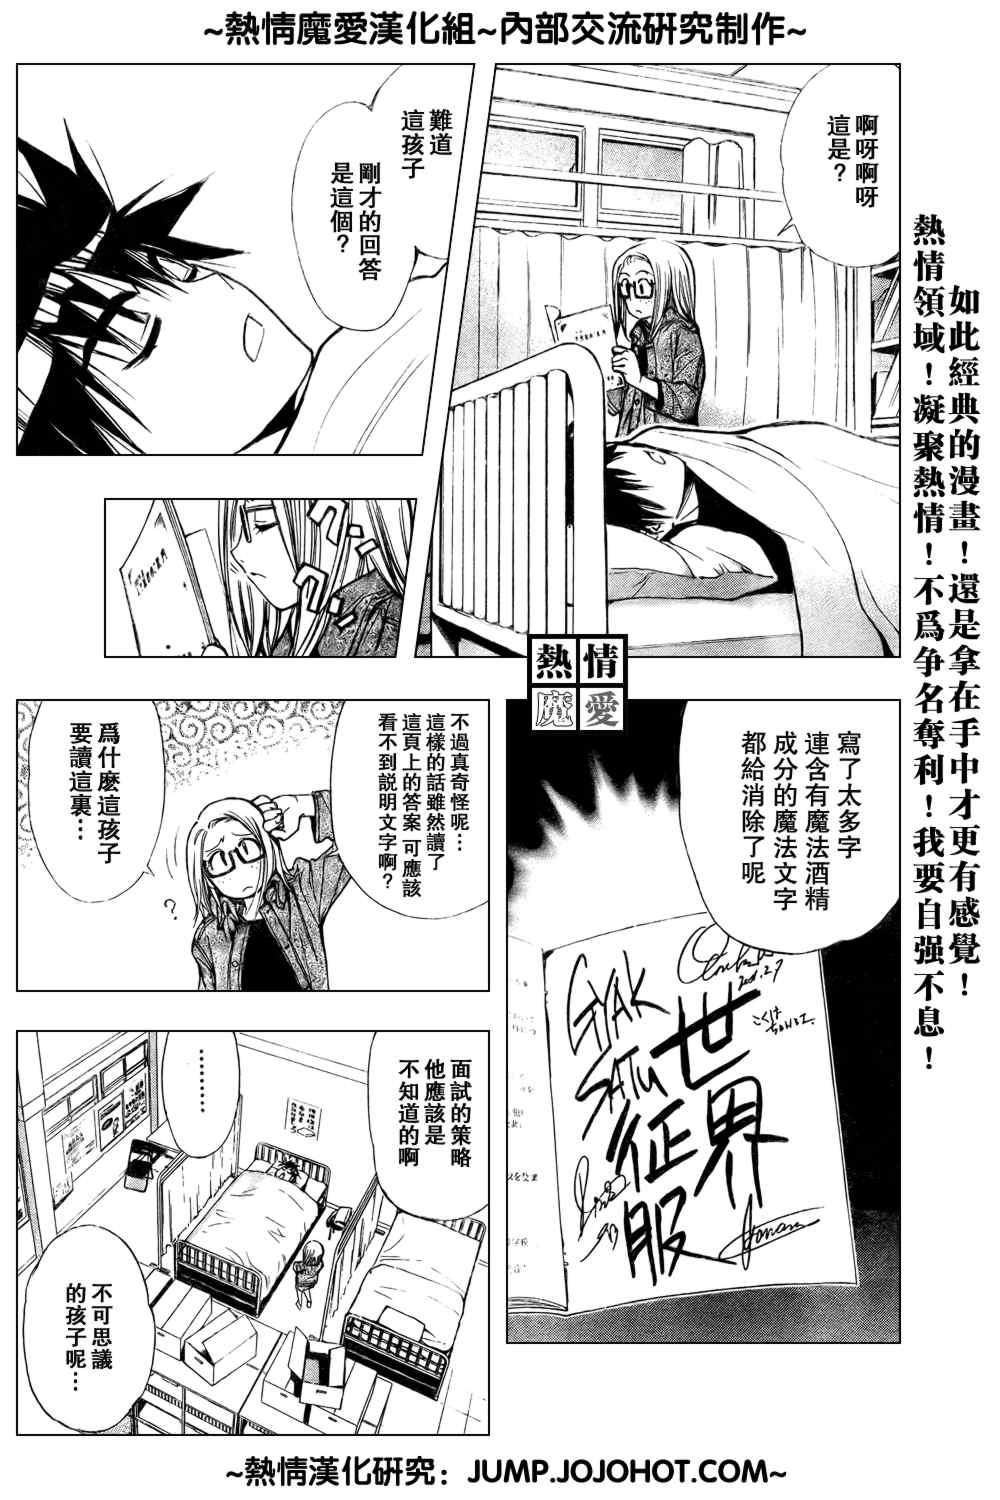 ~熱情魔愛漢化組~內部交流研究制作~
啊呀啊呀
這是？
難道
這孩子
剛才的回答
是這個？
如此經典的漫畫！還是拿在手中才更有感覺！
熱情領域！凝聚熱情！不爲争名奪利！我要自强不息！
熱情
魔愛
寫了太多字
連含有魔法酒精
成分的魔法文字
都給消除了呢
GYAK
SATU
世界
征服
不過真奇怪呢…
這樣的話雖然讀了
這頁上的答案 可應該
看不到説明文字啊？
爲什麽這孩子
要讀這裏…
？
面試的策略
他應該是
不知道的啊
………
不可思議
的孩子呢…
~熱情漢化研究：JUMP.JOJOHOT.COM~